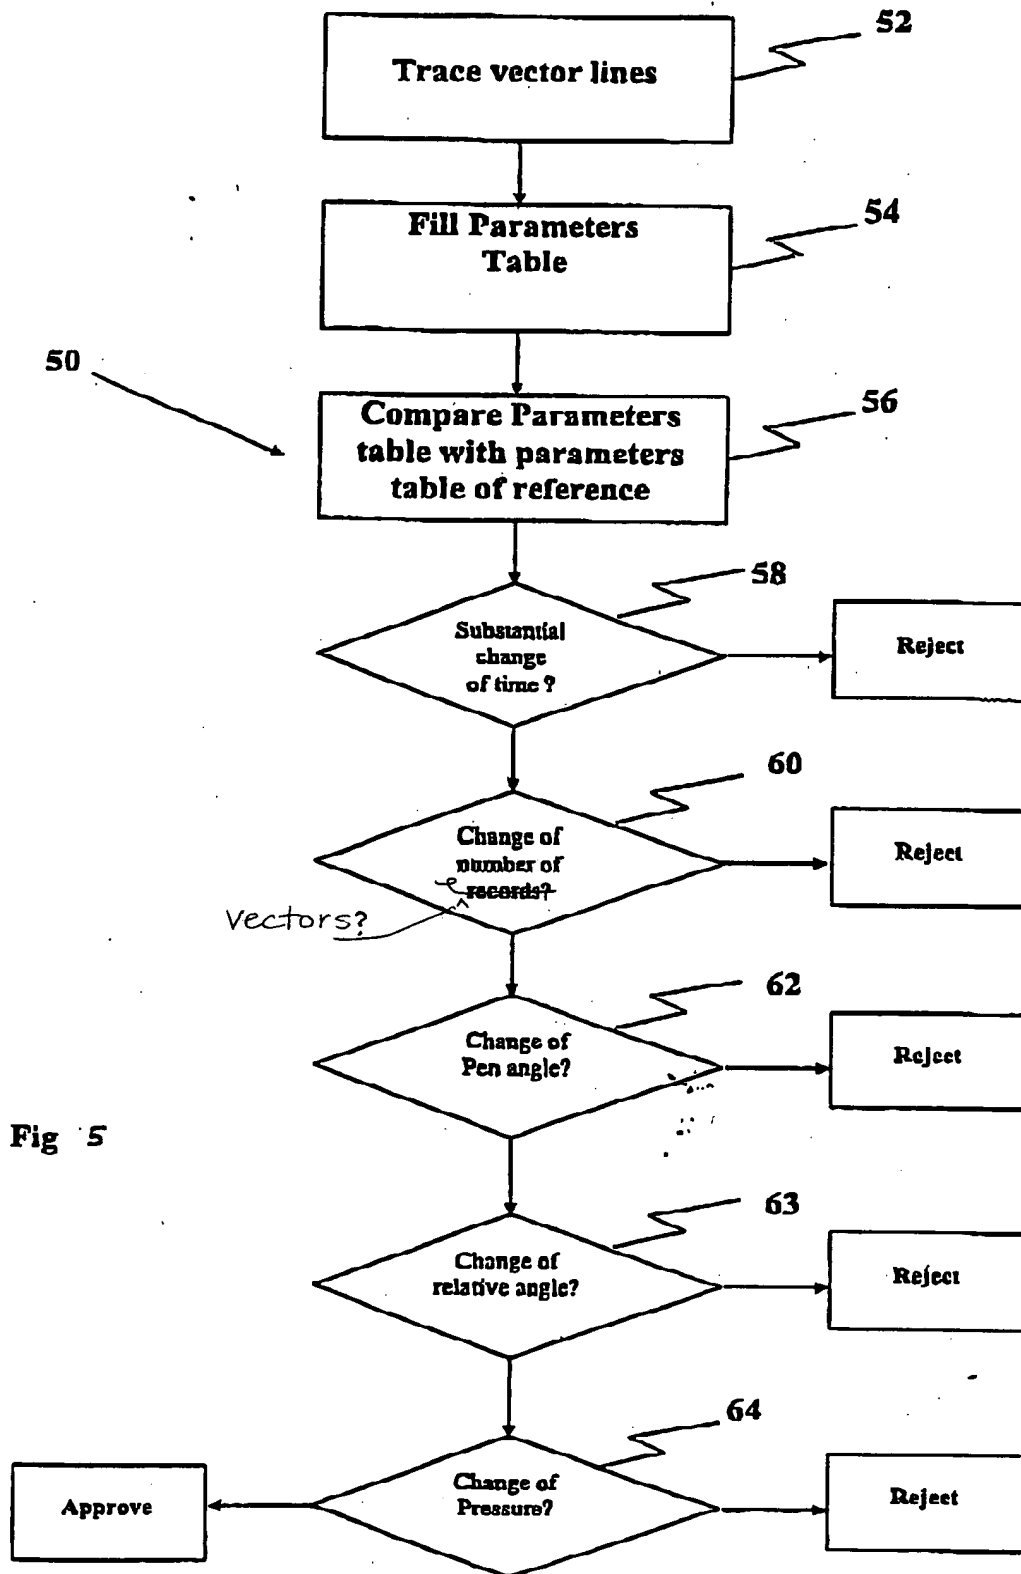 52
Trace vector lines
54
Fill Parameters
Table
50
56
Compare Parameters
table with parameters
table of reference
58
Substantial
change
of time ?
Reject
60
Change of
number of
records?
vectors?
Reject
62
Change of
Pen angle?
Reject
Fig 5
63
Change of
relative angle?
Reject
64
Change of
Pressure?
Approve
Reject